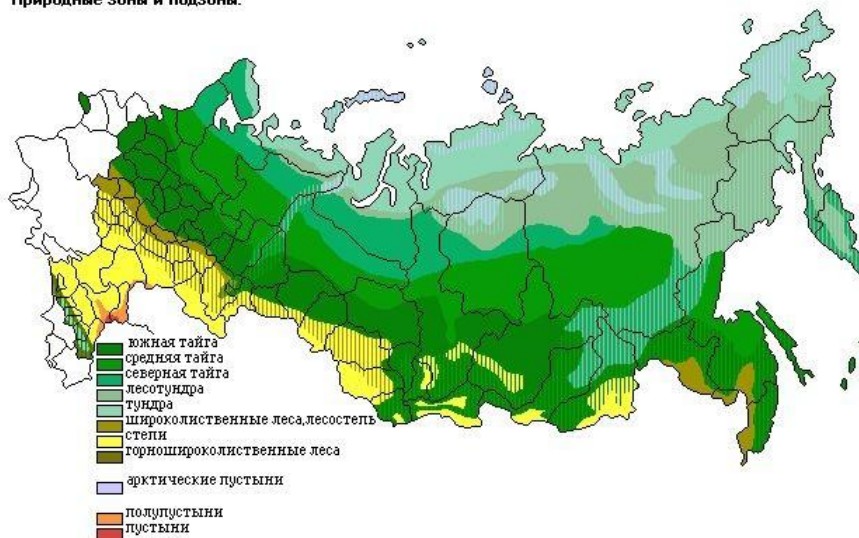 Природные зоны и подзоны.
южная тайга
средняя тайга
северная тайга
лесотундра
тундра
широколиственные леса,лесостепь
степи
горношироколиственные леса
арктические пустыни
полупустыни
пустыни